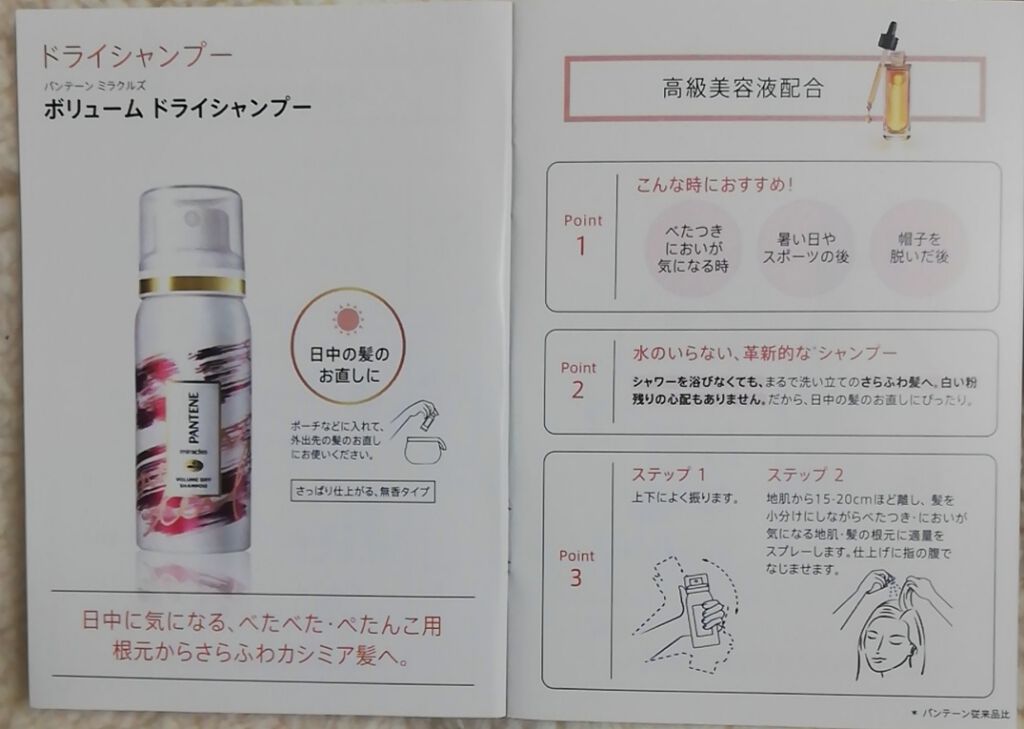 ドライシャンプー
パンテーン ミラクルズ
ボリューム ドライシャンプー
PANTENE
miracles
VOLUME DRY
SHAMPOO
日中の髪の
お直しに
ポーチなどに入れて、
外出先の髪のお直し
にお使いください。
さっぱり仕上がる、無香タイプ
日中に気になる、べたべた・ぺたんこ用
根元からさらふわカシミア髪へ。
高級美容液配合
Point
1
こんな時におすすめ!
べたつき
においが
気になる時
暑い日や
スポーツの後
帽子を
脱いだ後
Point
2
水のいらない、革新的な*シャンプー
シャワーを浴びなくても、まるで洗い立てのさらふわ髪へ。白い粉
残りの心配もありません。だから、日中の髪のお直しにぴったり。
Point
3
ステップ 1
上下によく振ります。
ステップ 2
地肌から15-20cmほど離し、髪を
小分けにしながらべたつき・においが
気になる地肌・髪の根元に適量を
スプレーします。仕上げに指の腹で
なじませます。
* パンテーン従来品比